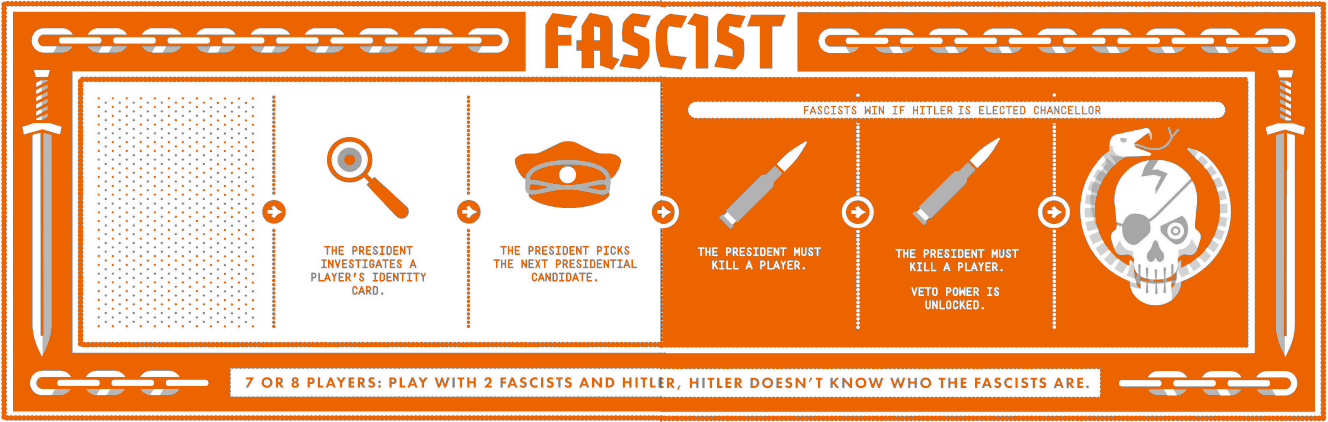 FASCIST
FASCISTS WIN IF HITLER IS ELECTED CHANCELLOR
THE PRESIDENT
INVESTIGATES A
PLAYER'S IDENTITY
CARD.
THE PRESIDENT PICKS
THE NEXT PRESIDENTIAL
CANDIDATE.
THE PRESIDENT MUST
KILL A PLAYER.
THE PRESIDENT MUST
KILL A PLAYER.
VETO POWER IS
UNLOCKED.
7 OR 8 PLAYERS: PLAY WITH 2 FASCISTS AND HITLER, HITLER DOESN'T KNOW WHO THE FASCISTS ARE.